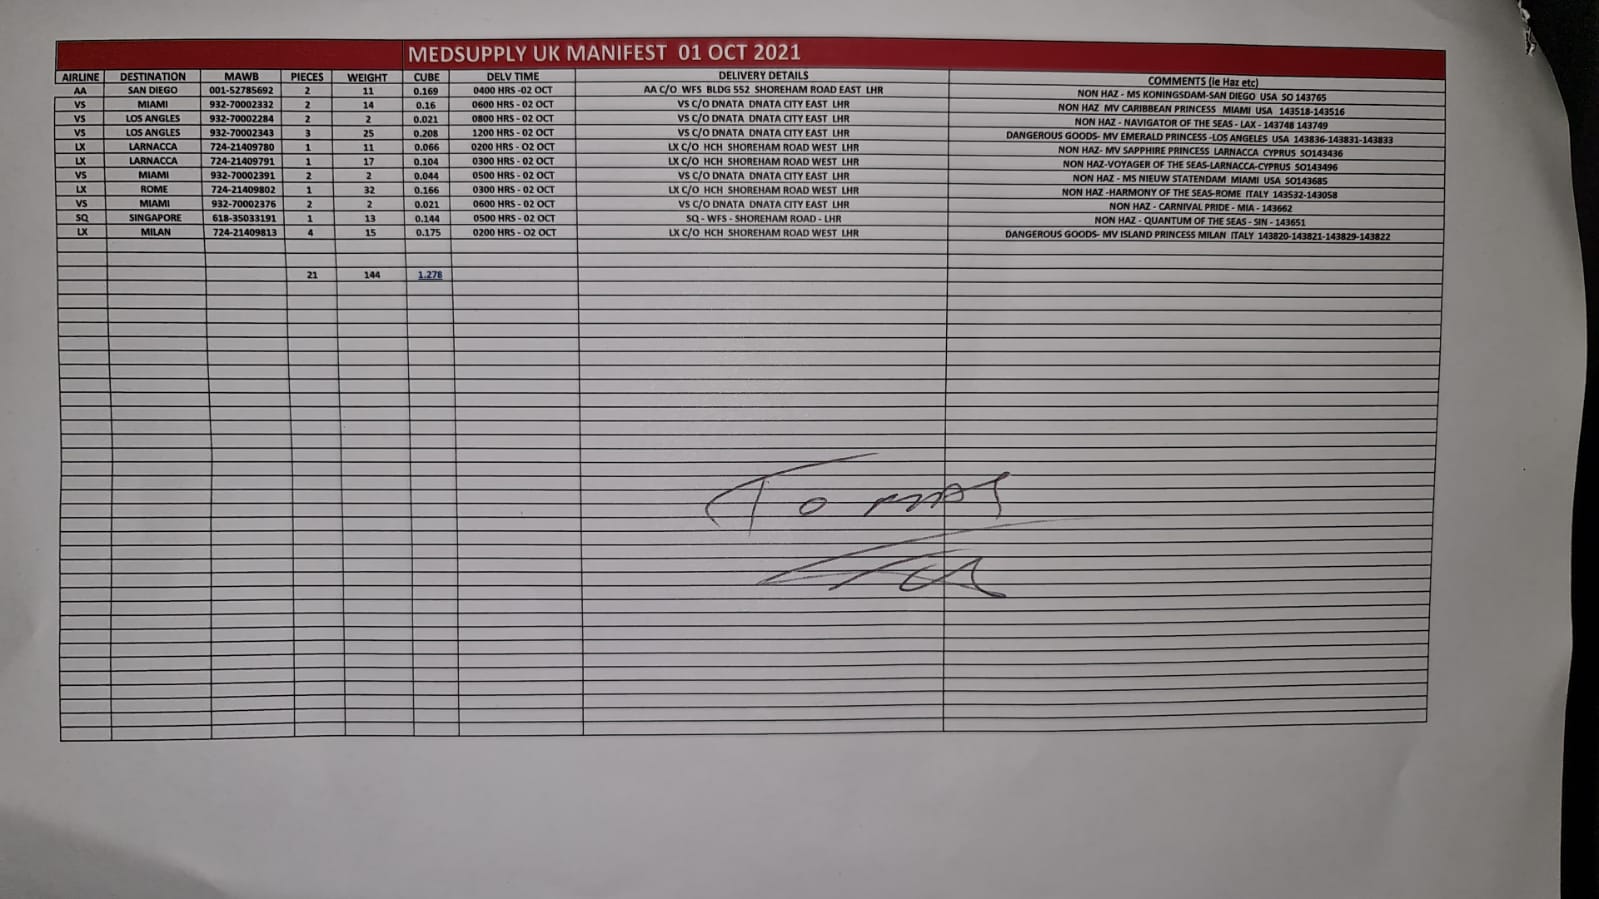 MEDSUPPLY UK MANIFEST 01 OCT 2021
AIRLINE DESTINATION MAWB PIECES WEIGHT CUBE DELV TIME DELIVERY DETAILS COMMENTS (ie Haz etc)
AA SAN DIEGO 001-52785692 2 11 0.169 0400 HRS -02 OCT AA C/O WFS BLDG 552 SHOREHAM ROAD EAST LHR NON HAZ - MS KONINGSDAM-SAN DIEGO USA SO 143765
VS MIAMI 932-70002332 2 14 0.16 0600 HRS - 02 OCT VS C/O DNATA DNATA CITY EAST LHR NON HAZ MV CARIBBEAN PRINCESS MIAMI USA 143518-143516
VS LOS ANGLES 932-70002284 2 2 0.021 0800 HRS - 02 OCT VS C/O DNATA DNATA CITY EAST LHR NON HAZ - NAVIGATOR OF THE SEAS - LAX - 143748 143749
VS LOS ANGLES 932-70002343 3 25 0.208 1200 HRS - 02 OCT VS C/O DNATA DNATA CITY EAST LHR DANGEROUS GOODS- MV EMERALD PRINCESS -LOS ANGELES USA 143836-143831-143833
LX LARNACCA 724-21409780 1 11 0.066 0200 HRS - O2 OCT LX C/O HCH SHOREHAM ROAD WEST LHR NON HAZ- MV SAPPHIRE PRINCESS LARNACCA CYPRUS SO143436
LX LARNACCA 724-21409791 1 17 0.104 0300 HRS - 02 OCT LX C/O HCH SHOREHAM ROAD WEST LHR NON HAZ-VOYAGER OF THE SEAS-LARNACCA-CYPRUS SO143496
VS MIAMI 932-70002391 2 2 0.044 0500 HRS - 02 OCT VS C/O DNATA DNATA CITY EAST LHR NON HAZ - MS NIEUW STATENDAM MIAMI USA SO143685
LX ROME 724-21409802 1 32 0.166 0300 HRS - 02 OCT LX C/O HCH SHOREHAM ROAD WEST LHR NON HAZ -HARMONY OF THE SEAS-ROME ITALY 143532-143058
VS MIAMI 932-70002376 2 2 0.021 0600 HRS - 02 OCT VS C/O DNATA DNATA CITY EAST LHR NON HAZ - CARNIVAL PRIDE - MIA - 143662
SQ SINGAPORE 618-35033191 1 13 0.144 0500 HRS - 02 OCT SQ - WFS - SHOREHAM ROAD - LHR NON HAZ - QUANTUM OF THE SEAS - SIN - 143651
LX MILAN 724-21409813 4 15 0.175 0200 HRS - O2 OCT LX C/O HCH SHOREHAM ROAD WEST LHR DANGEROUS GOODS- MV ISLAND PRINCESS MILAN ITALY 143820-143821-143829-143822
21 144 1.278
TOMAS